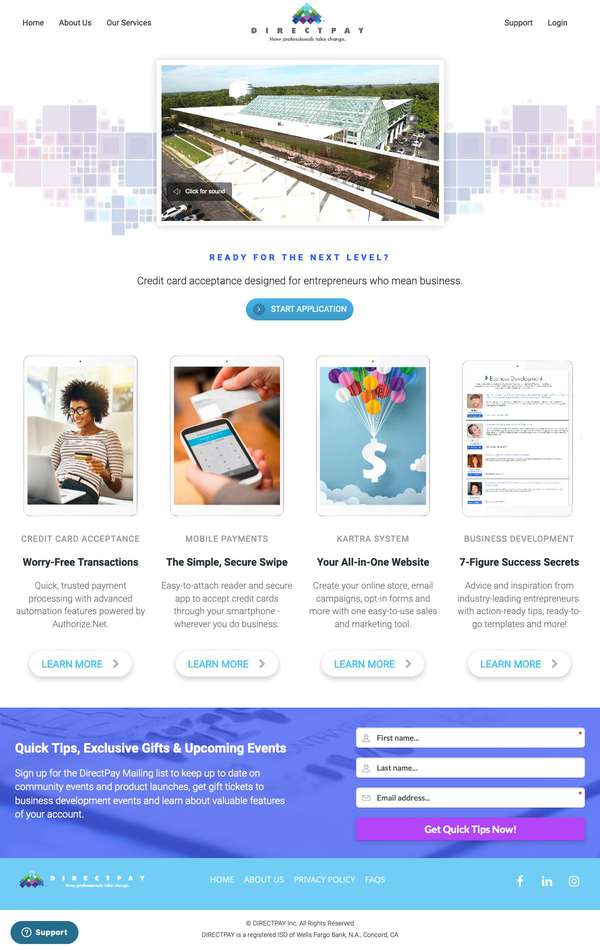 Home About Us Our Services
DIRECTPAY
How professionals take charge.
Support Login
Click for sound
READY FOR THE NEXT LEVEL?
Credit card acceptance designed for entrepreneurs who mean business.
START APPLICATION
Business Development
CREDIT CARD ACCEPTANCE
Worry-Free Transactions
Quick, trusted payment
processing with advanced
automation features powered by
Authorize.Net.
LEARN MORE
MOBILE PAYMENTS
The Simple, Secure Swipe
Easy-to-attach reader and secure
app to accept credit cards
through your smartphone -
wherever you do business.
LEARN MORE
KARTRA SYSTEM
Your All-in-One Website
Create your online store, email
campaigns, opt-in forms and
more with one easy-to-use sales
and marketing tool.
LEARN MORE
BUSINESS DEVELOPMENT
7-Figure Success Secrets
Advice and inspiration from
industry-leading entrepreneurs
with action-ready tips, ready-to-
go templates and more!
LEARN MORE
Quick Tips, Exclusive Gifts & Upcoming Events
Sign up for the DirectPay Mailing list to keep up to date on
community events and product launches, get gift tickets to
business development events and learn about valuable features
of your account.
First name... *
Last name...
Email address... *
Get Quick Tips Now!
DIRECTPAY
How professionals take charge.
HOME ABOUT US PRIVACY POLICY FAQS
© DIRECTPAY Inc. All Rights Reserved
DIRECTPAY is a registered ISO of Wells Fargo Bank, N.A., Concord, CA
Support